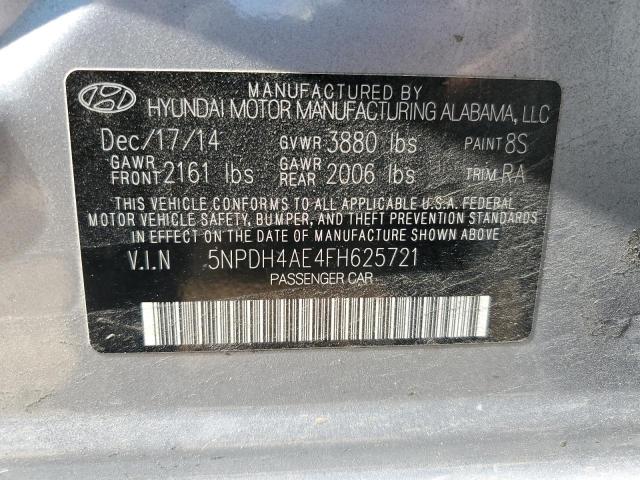 MANUFACTURED BY
HYUNDAI MOTOR MANUFACTURING ALABAMA, LLC
Dec/17/14 GVWR 3880 lbs PAINT 8S
GAWR FRONT 2161 lbs GAWR REAR 2006 lbs TRIM RA
THIS VEHICLE CONFORMS TO ALL APPLICABLE U.S.A. FEDERAL
MOTOR VEHICLE SAFETY, BUMPER, AND THEFT PREVENTION STANDARDS
IN EFFECT ON THE DATE OF MANUFACTURE SHOWN ABOVE.
V.I.N 5NPDH4AE4FH625721
PASSENGER CAR